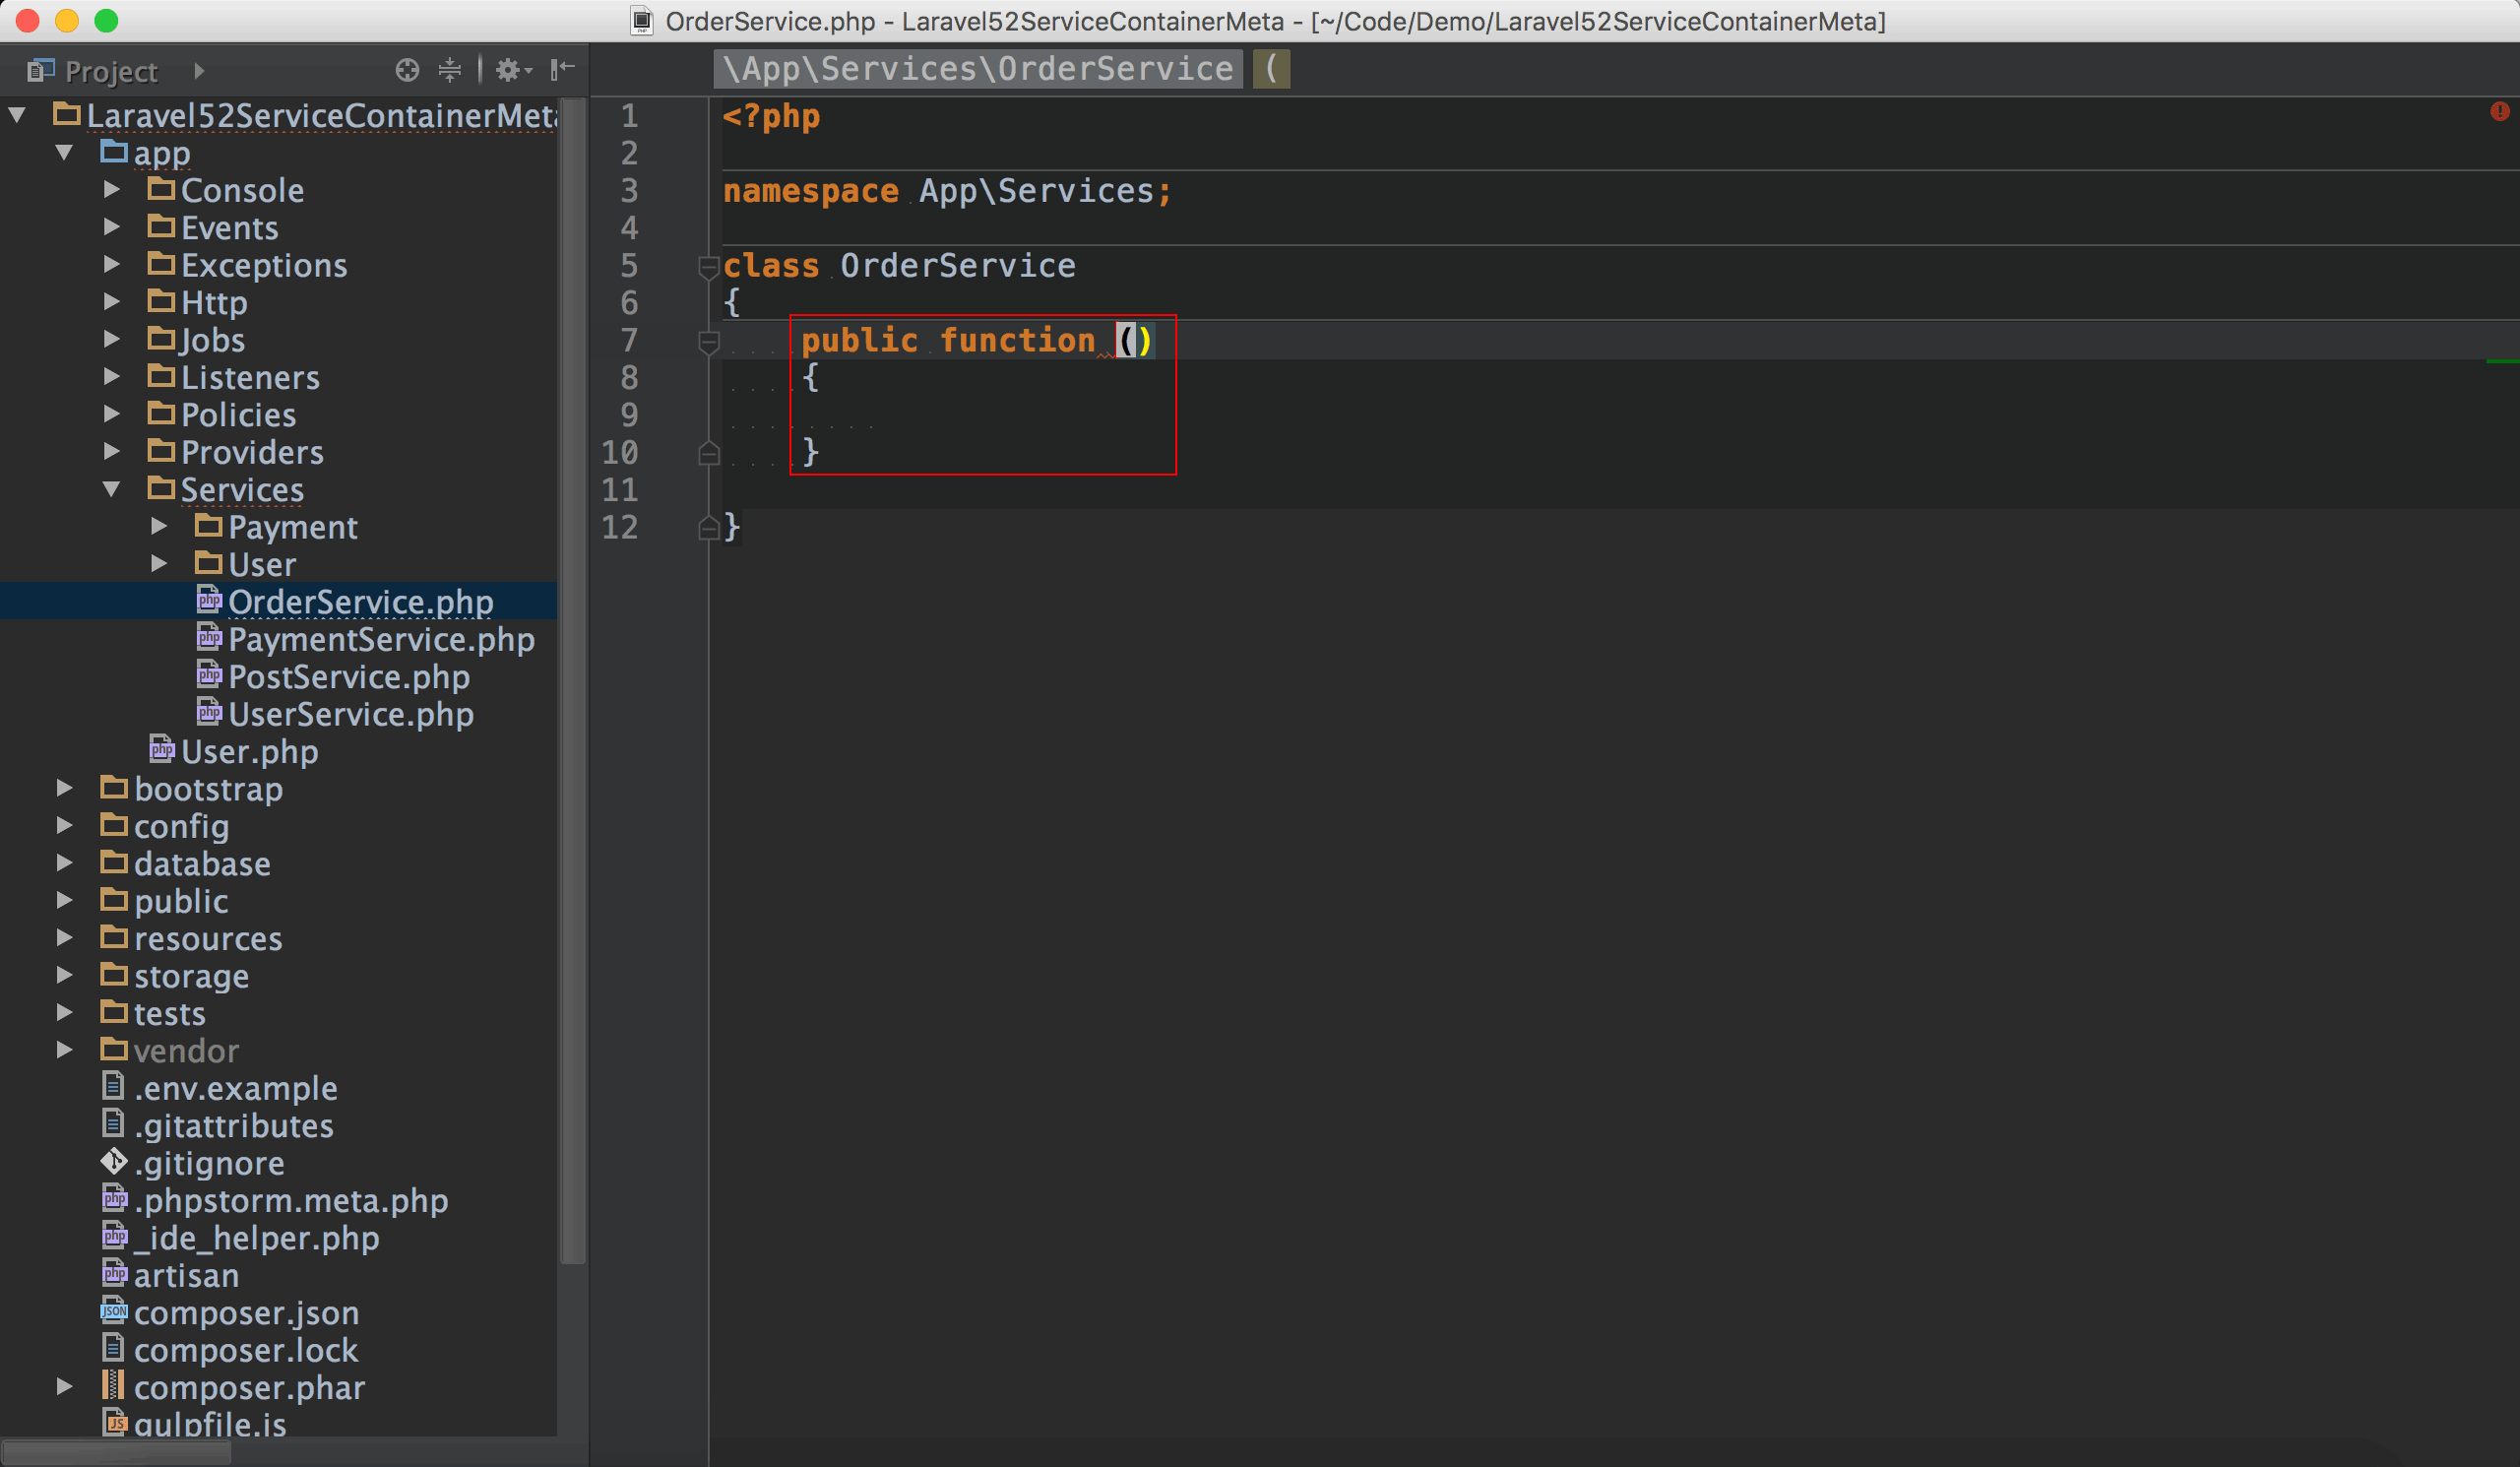 OrderService.php - Laravel52ServiceContainerMeta - [~/Code/Demo/Laravel52ServiceContainerMeta]
Project
\App\Services\OrderService (
Laravel52ServiceContainerMeta
app
Console
Events
Exceptions
Http
Jobs
Listeners
Policies
Providers
Services
Payment
User
OrderService.php
PaymentService.php
PostService.php
UserService.php
User.php
bootstrap
config
database
public
resources
storage
tests
vendor
.env.example
.gitattributes
.gitignore
.phpstorm.meta.php
_ide_helper.php
artisan
composer.json
composer.lock
composer.phar
gulpfile.js
1 <?php
2
3 namespace App\Services;
4
5 class OrderService
6 {
7 public function ()
8 {
9
10 }
11
12 }